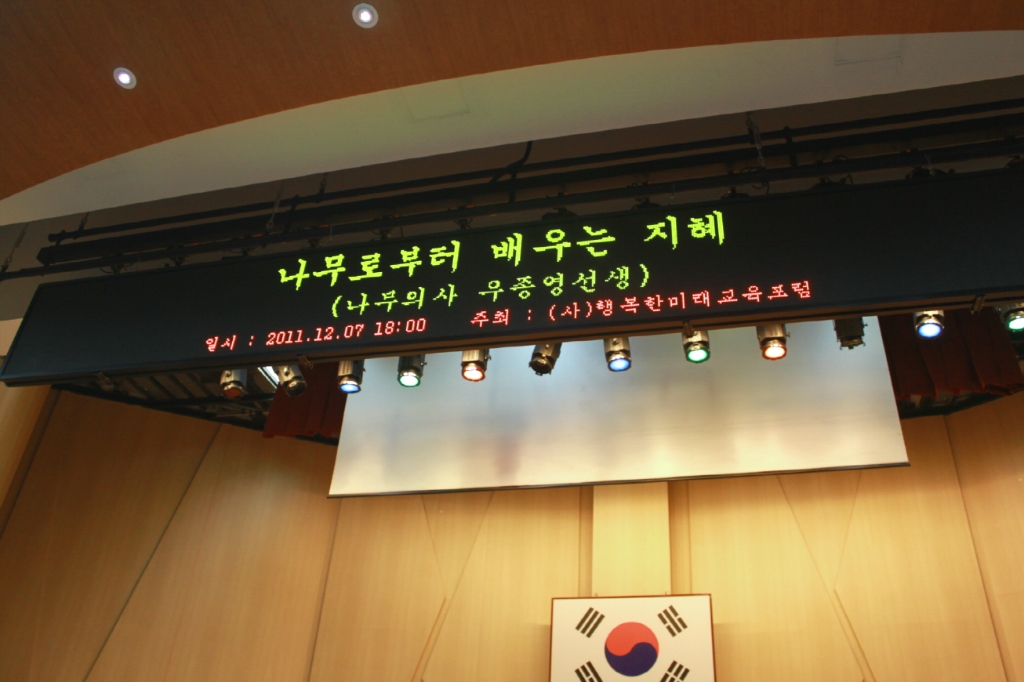 나무로부터 배우는 지혜
(나무의사 우종영선생)
일시 : 2011.12.07 18:00 주최 : (사)행복한미래교육포럼